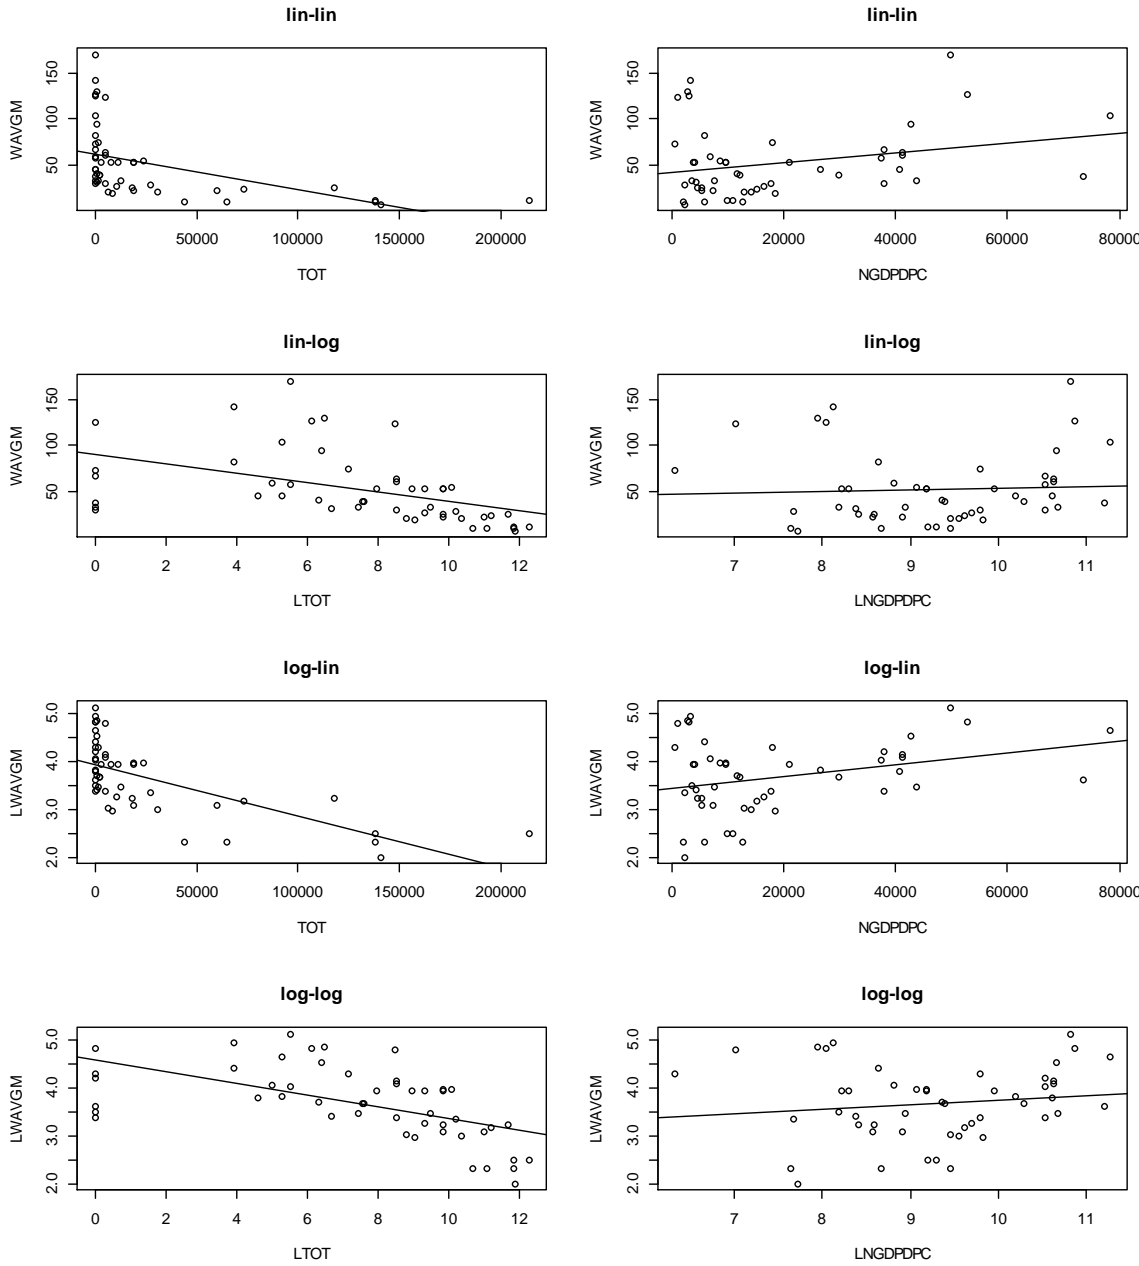 lin-lin
WAVGM
50 100 150
0 50000 100000 150000 200000
TOT
lin-lin
WAVGM
50 100 150
0 20000 40000 60000 80000
NGDPDPC
lin-log
WAVGM
50 100 150
0 2 4 6 8 10 12
LTOT
lin-log
WAVGM
50 100 150
7 8 9 10 11
LNGDPDPC
log-lin
LWAVGM
2.0 3.0 4.0 5.0
0 50000 100000 150000 200000
TOT
log-lin
LWAVGM
2.0 3.0 4.0 5.0
0 20000 40000 60000 80000
NGDPDPC
log-log
LWAVGM
2.0 3.0 4.0 5.0
0 2 4 6 8 10 12
LTOT
log-log
LWAVGM
2.0 3.0 4.0 5.0
7 8 9 10 11
LNGDPDPC